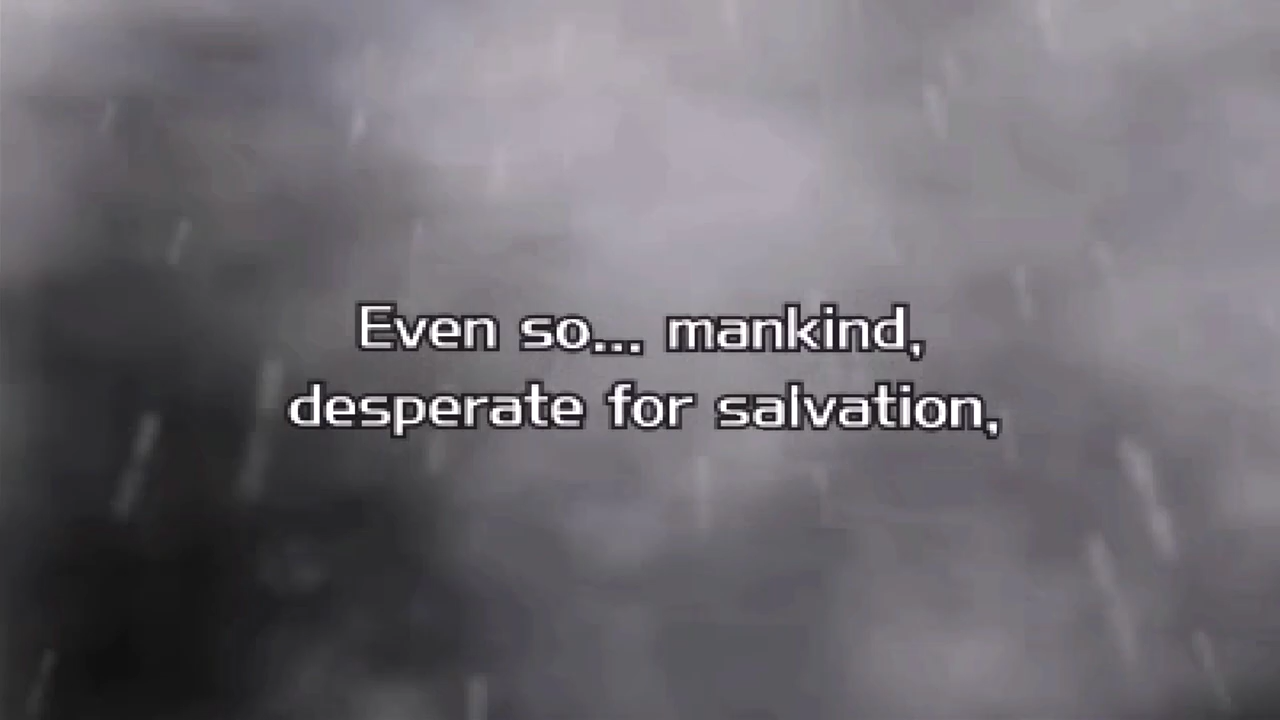 Even so... mankind,
desperate for salvation,